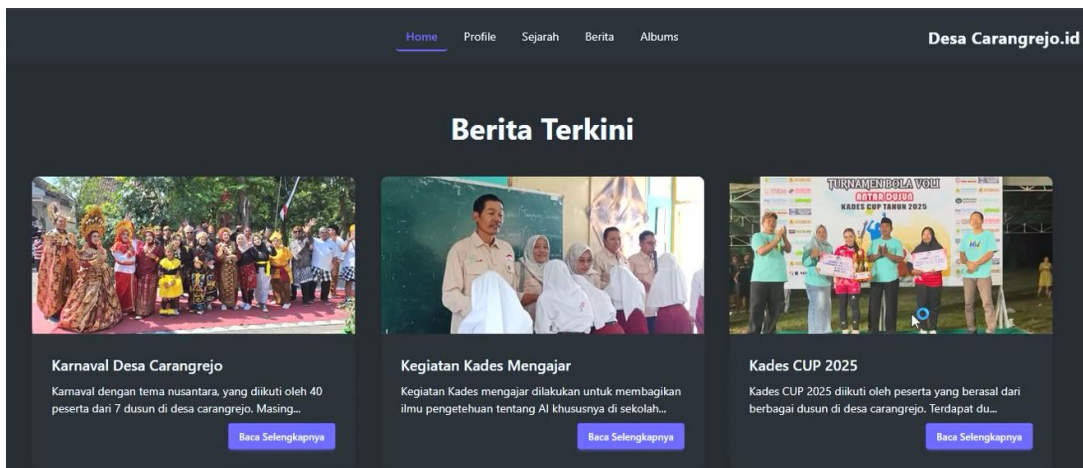 Home Profile Sejarah Berita Albums
Desa Carangrejo.id
Berita Terkini
TURNAMEN BOLA VOLI
ANTAR DUSUN
KADES CUP TAHUN 2025
Karnaval Desa Carangrejo
Karnaval dengan tema nusantara, yang diikuti oleh 40
peserta dari 7 dusun di desa carangrejo. Masing...
Baca Selengkapnya
Kegiatan Kades Mengajar
Kegiatan Kades mengajar dilakukan untuk membagikan
ilmu pengetehuan tentang AI khususnya di sekolah...
Baca Selengkapnya
Kades CUP 2025
Kades CUP 2025 diikuti oleh peserta yang berasal dari
berbagai dusun di desa carangrejo. Terdapat du...
Baca Selengkapnya